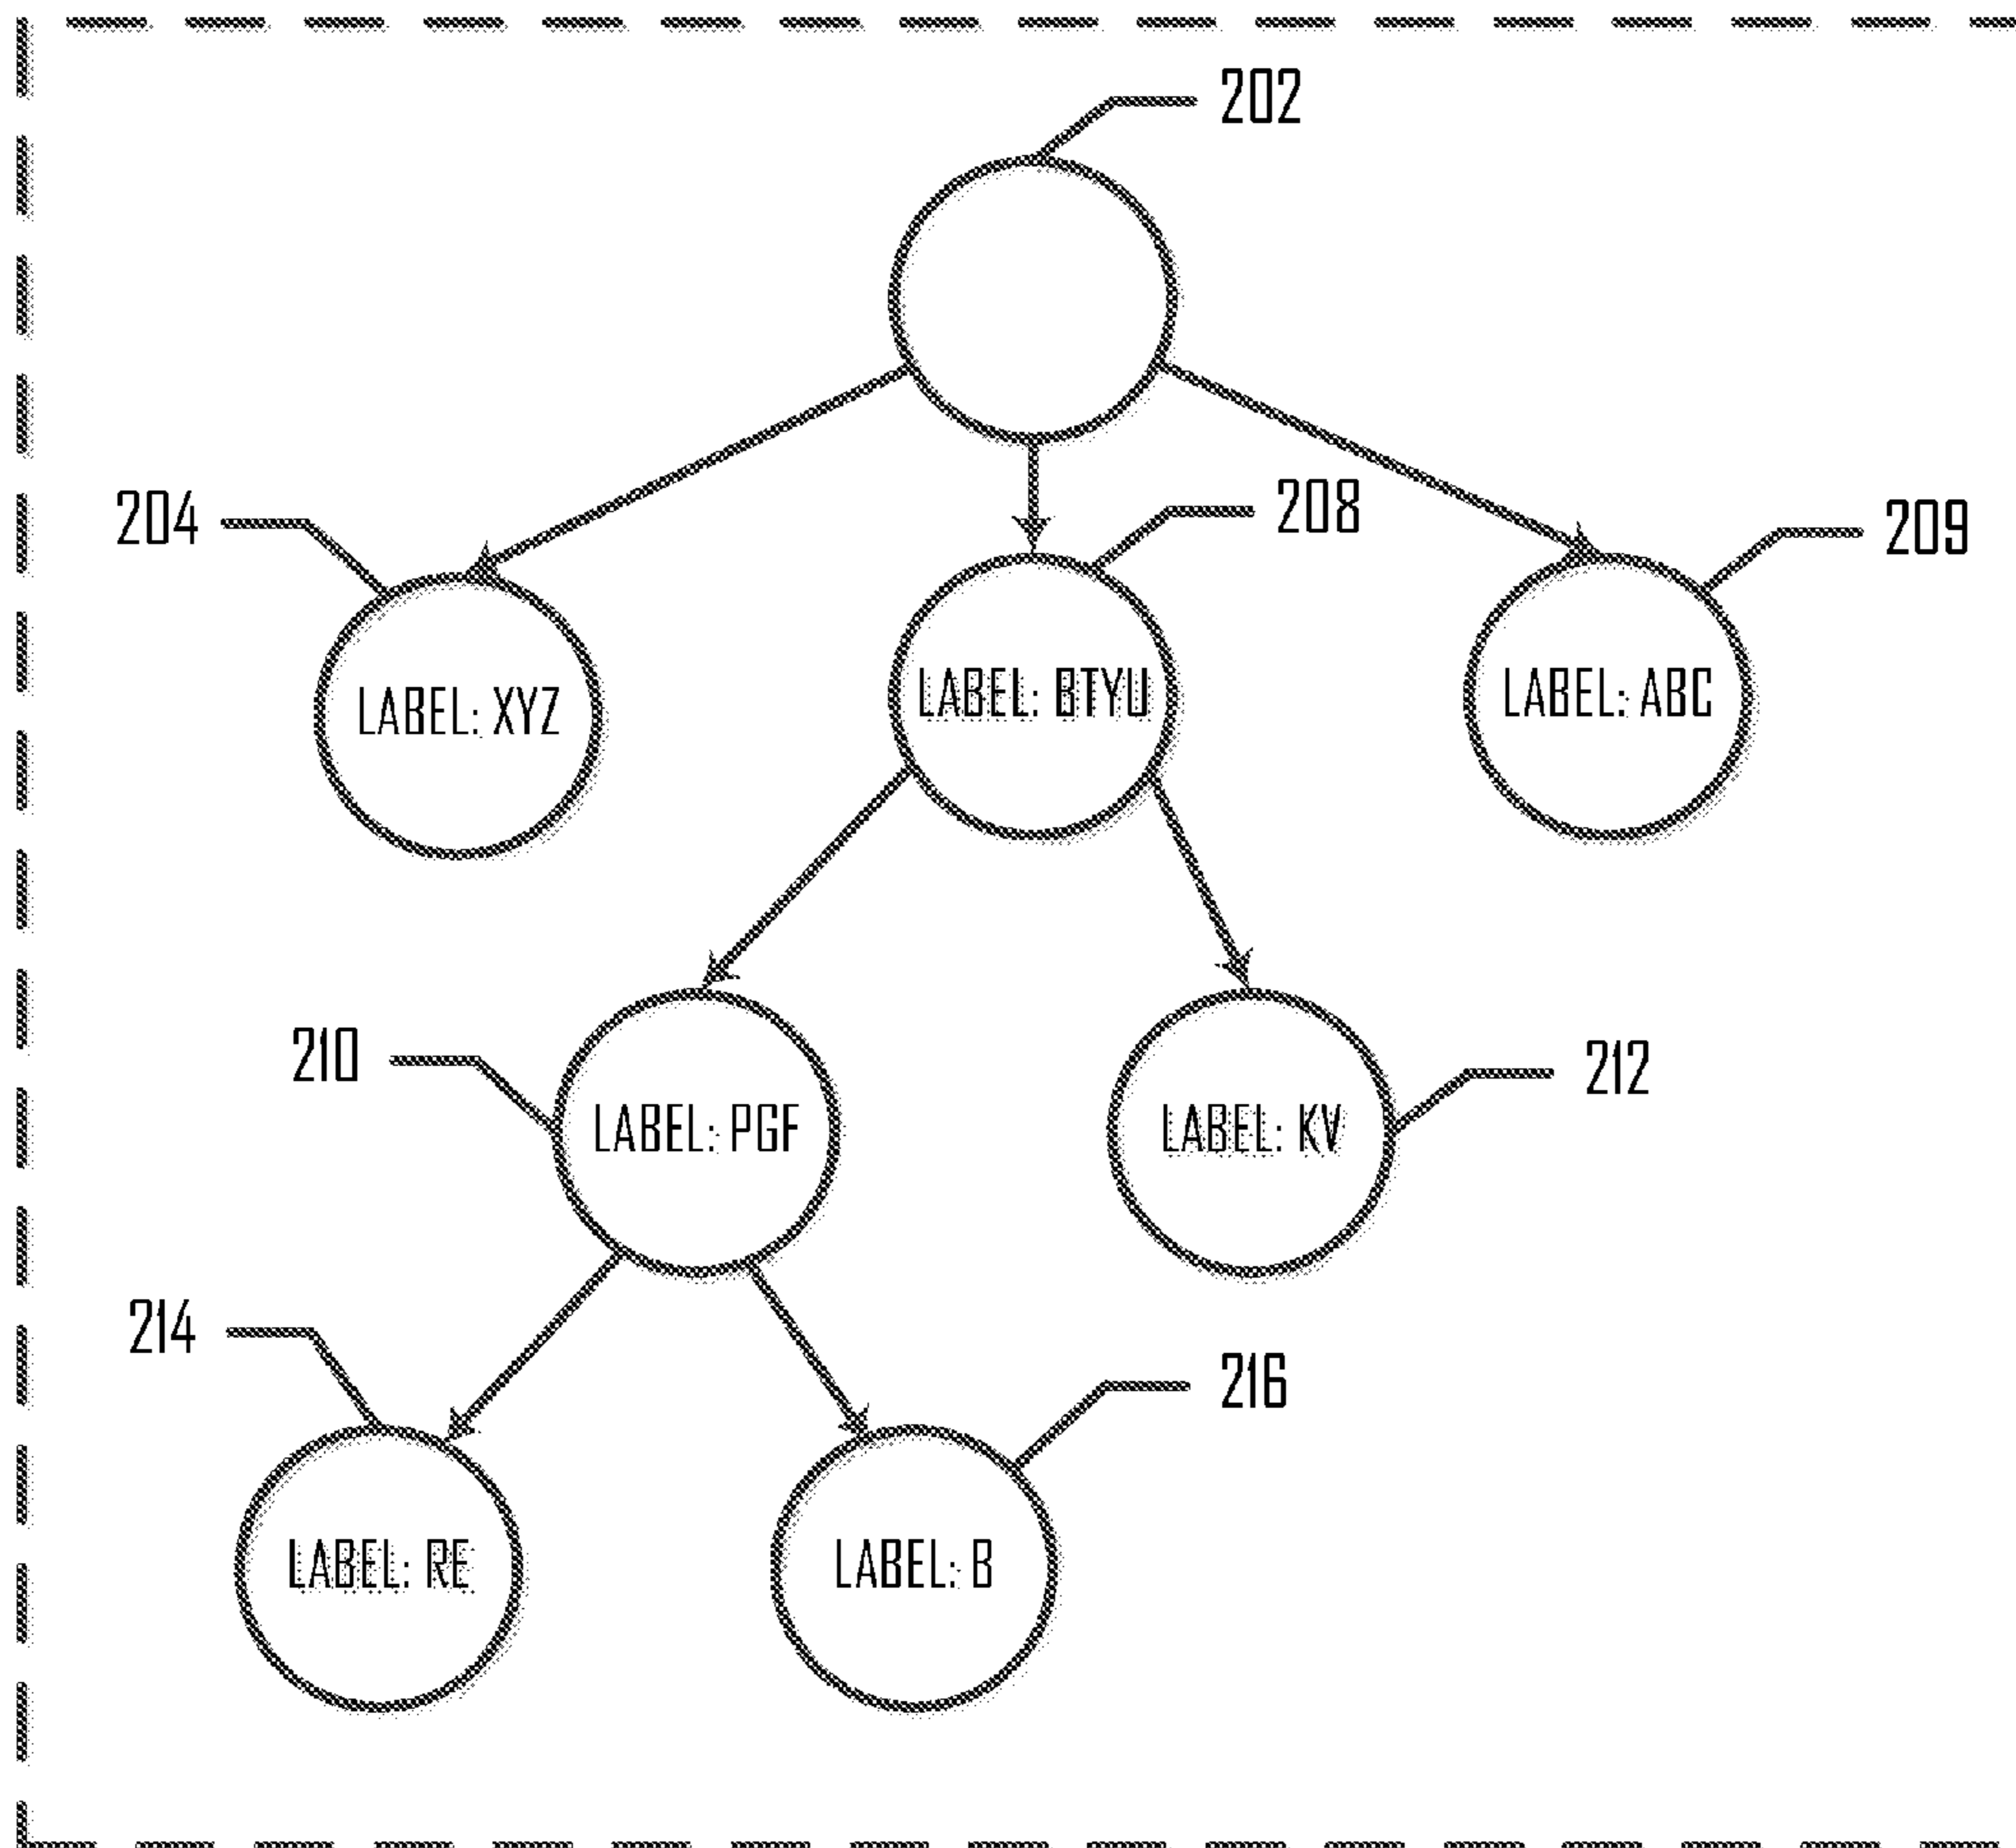 202
204
208
209
LABEL: XYZ
LABEL: BTYU
LABEL: ABC
210
212
LABEL: PGF
LABEL: KV
214
216
LABEL: RE
LABEL: B